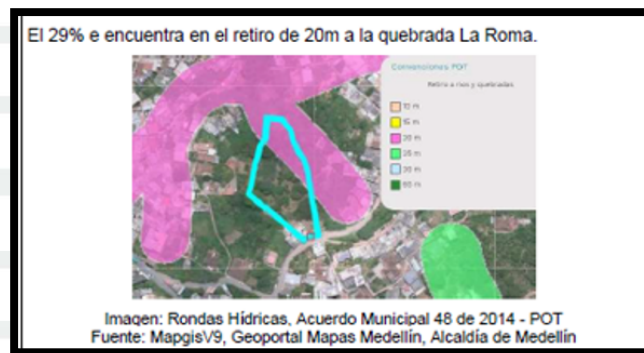 El 29% e encuentra en el retiro de 20m a la quebrada La Roma.
Convenciones POT
Retiro a rios y quebradas
10 m
15 m
20 m
25 m
30 m
60 m
Imagen: Rondas Hídricas, Acuerdo Municipal 48 de 2014 - POT
Fuente: MapgisV9, Geoportal Mapas Medellín, Alcaldía de Medellín